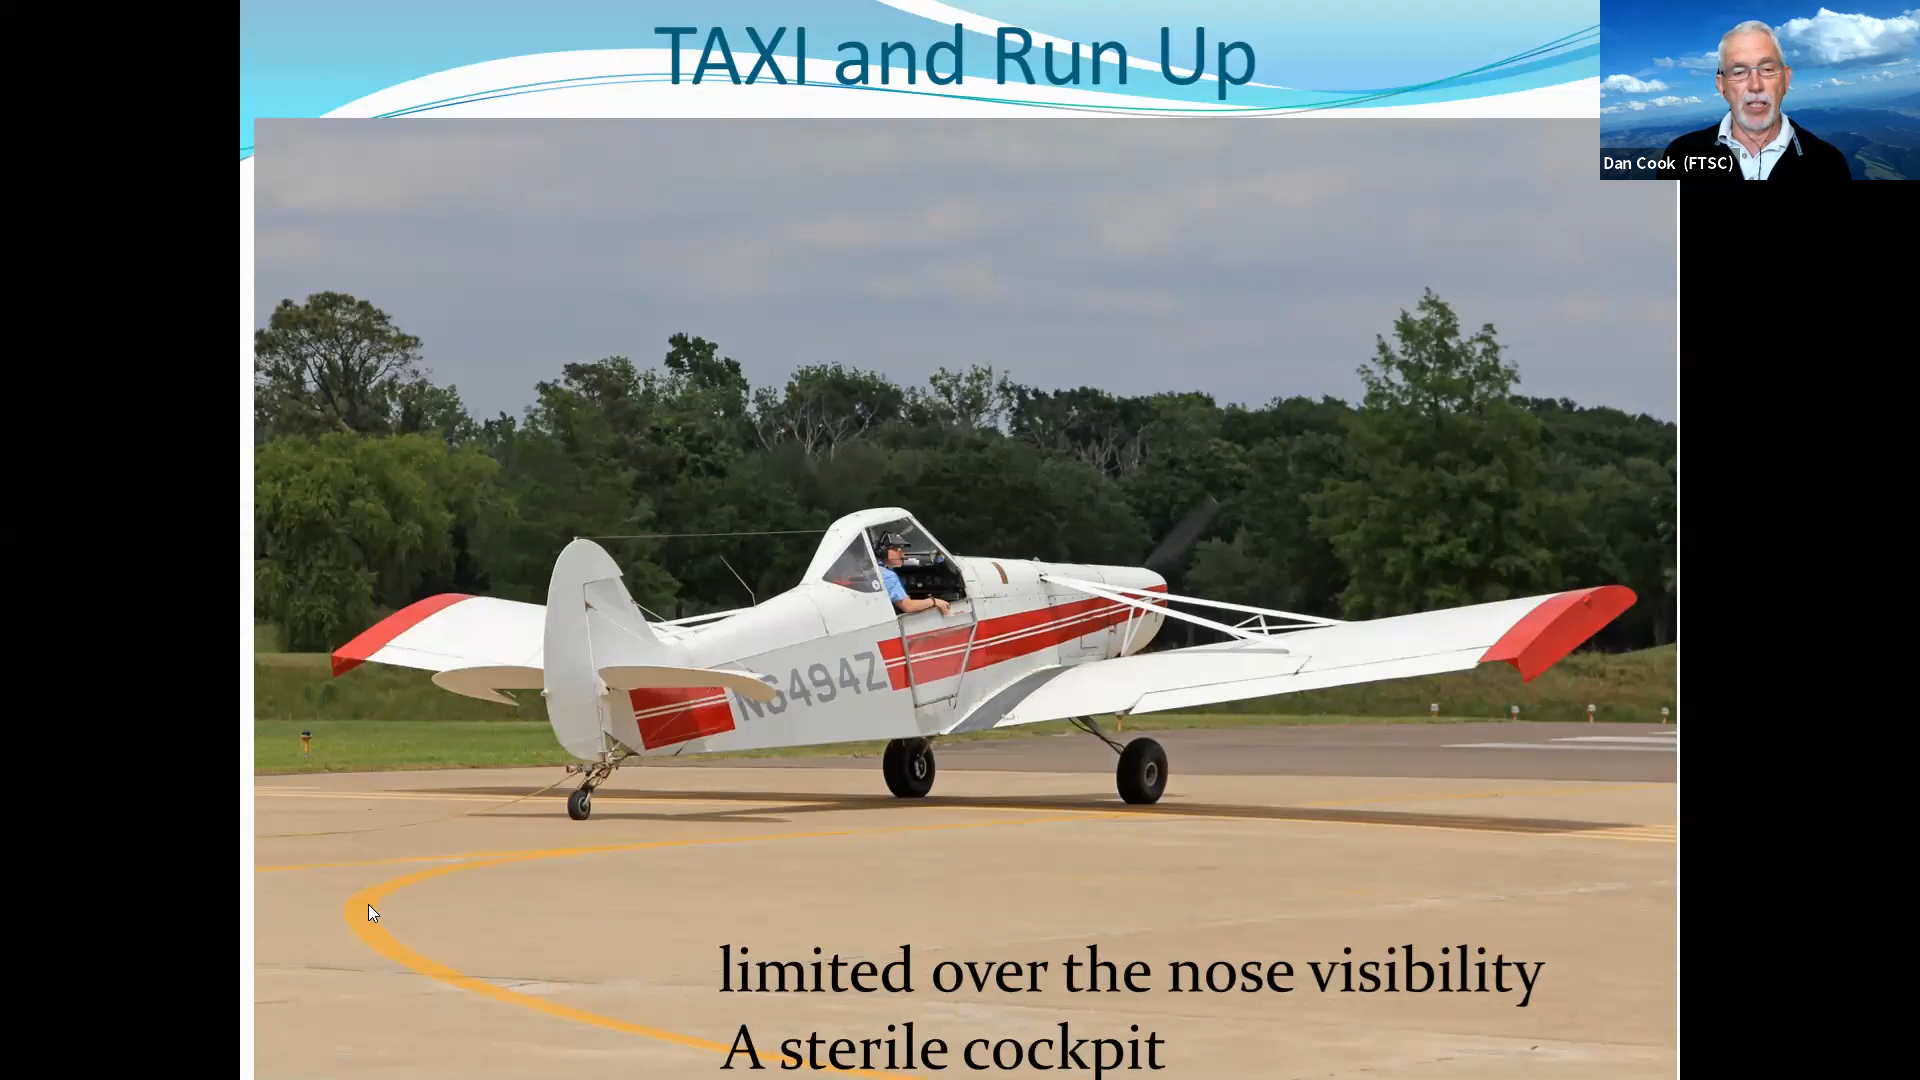 TAXI and Run Up
Dan Cook (FTSC)
N6494Z
limited over the nose visibility
A sterile cockpit